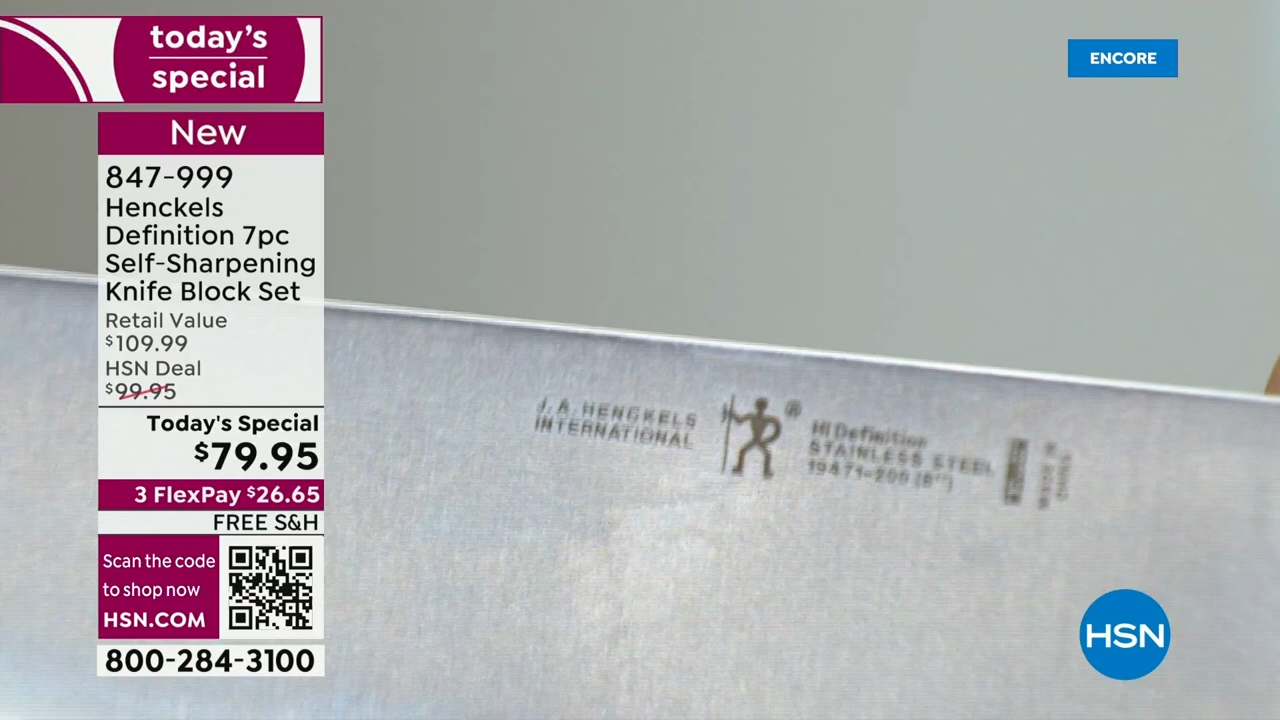 today's
special
ENCORE
New
847-999
Henckels
Definition 7pc
Self-Sharpening
Knife Block Set
Retail Value
$109.99
HSN Deal
$99.95
Today's Special
$79.95
3 FlexPay $26.65
FREE S&H
Scan the code
to shop now
HSN.COM
800-284-3100
J.A. HENCKELS
INTERNATIONAL
®
HI Definition
STAINLESS STEEL
19471-200 (8")
HSN